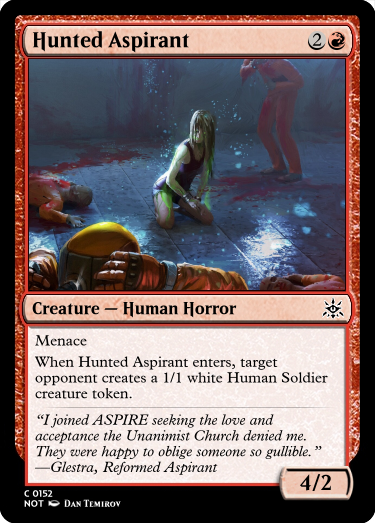 Hunted Aspirant 2
Creature — Human Horror
Menace
When Hunted Aspirant enters, target
opponent creates a 1/1 white Human Soldier
creature token.
“I joined ASPIRE seeking the love and
acceptance the Unanimist Church denied me.
They were happy to oblige someone so gullible.”
—Glestra, Reformed Aspirant
4/2
C 0152
NOT • Dan Temirov